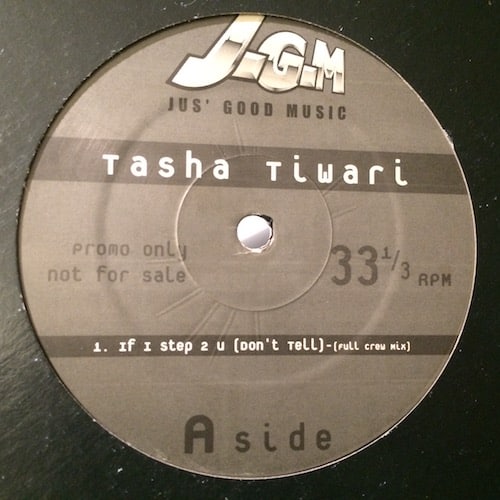 J.G.M
JUS' GOOD MUSIC
Tasha Tiwari
Promo only
not for sale
33 1/3 RPM
1. If I Step 2 U (Don't Tell)-(Full Crew Mix)
A side